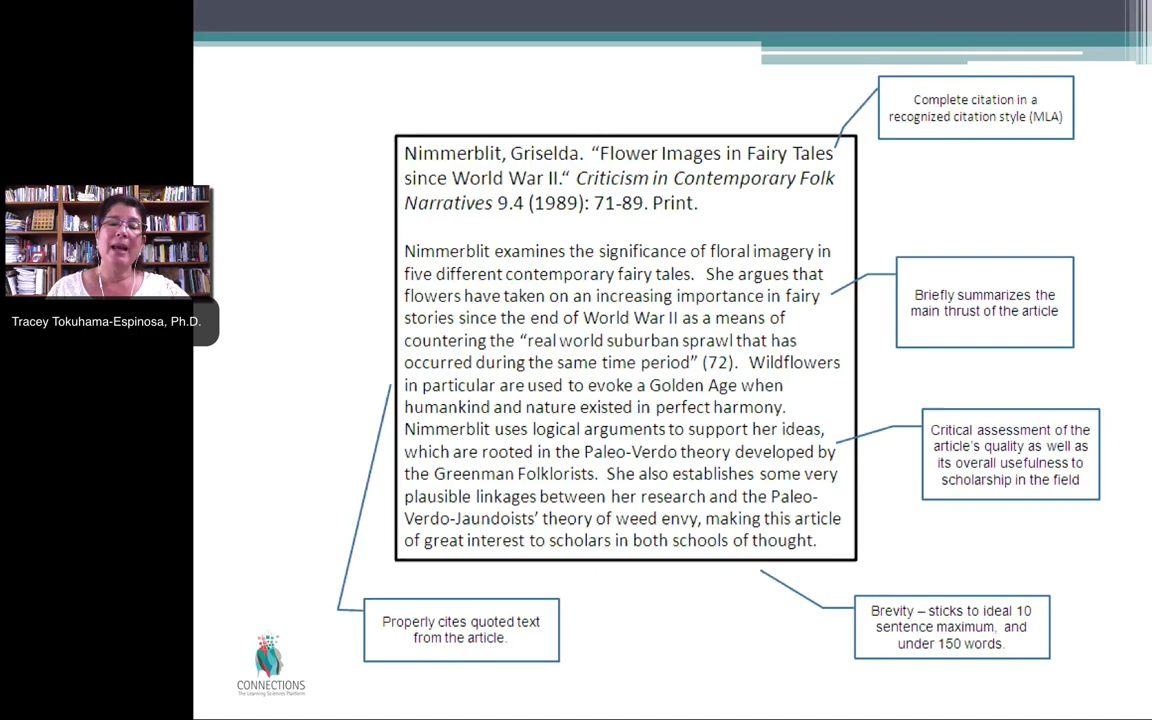 Complete citation in a
recognized citation style (MLA)
Nimmerblit, Griselda. “Flower Images in Fairy Tales
since World War II.“ Criticism in Contemporary Folk
Narratives 9.4 (1989): 71-89. Print.
Nimmerblit examines the significance of floral imagery in
five different contemporary fairy tales. She argues that
flowers have taken on an increasing importance in fairy
stories since the end of World War II as a means of
countering the “real world suburban sprawl that has
occurred during the same time period” (72). Wildflowers
in particular are used to evoke a Golden Age when
humankind and nature existed in perfect harmony.
Nimmerblit uses logical arguments to support her ideas,
which are rooted in the Paleo-Verdo theory developed by
the Greenman Folklorists. She also establishes some very
plausible linkages between her research and the Paleo-
Verdo-Jaundoists’ theory of weed envy, making this article
of great interest to scholars in both schools of thought.
Briefly summarizes the
main thrust of the article
Critical assessment of the
article’s quality as well as
its overall usefulness to
scholarship in the field
Brevity – sticks to ideal 10
sentence maximum, and
under 150 words.
Properly cites quoted text
from the article.
Tracey Tokuhama-Espinosa, Ph.D.
CONNECTIONS
The Learning Sciences Platform